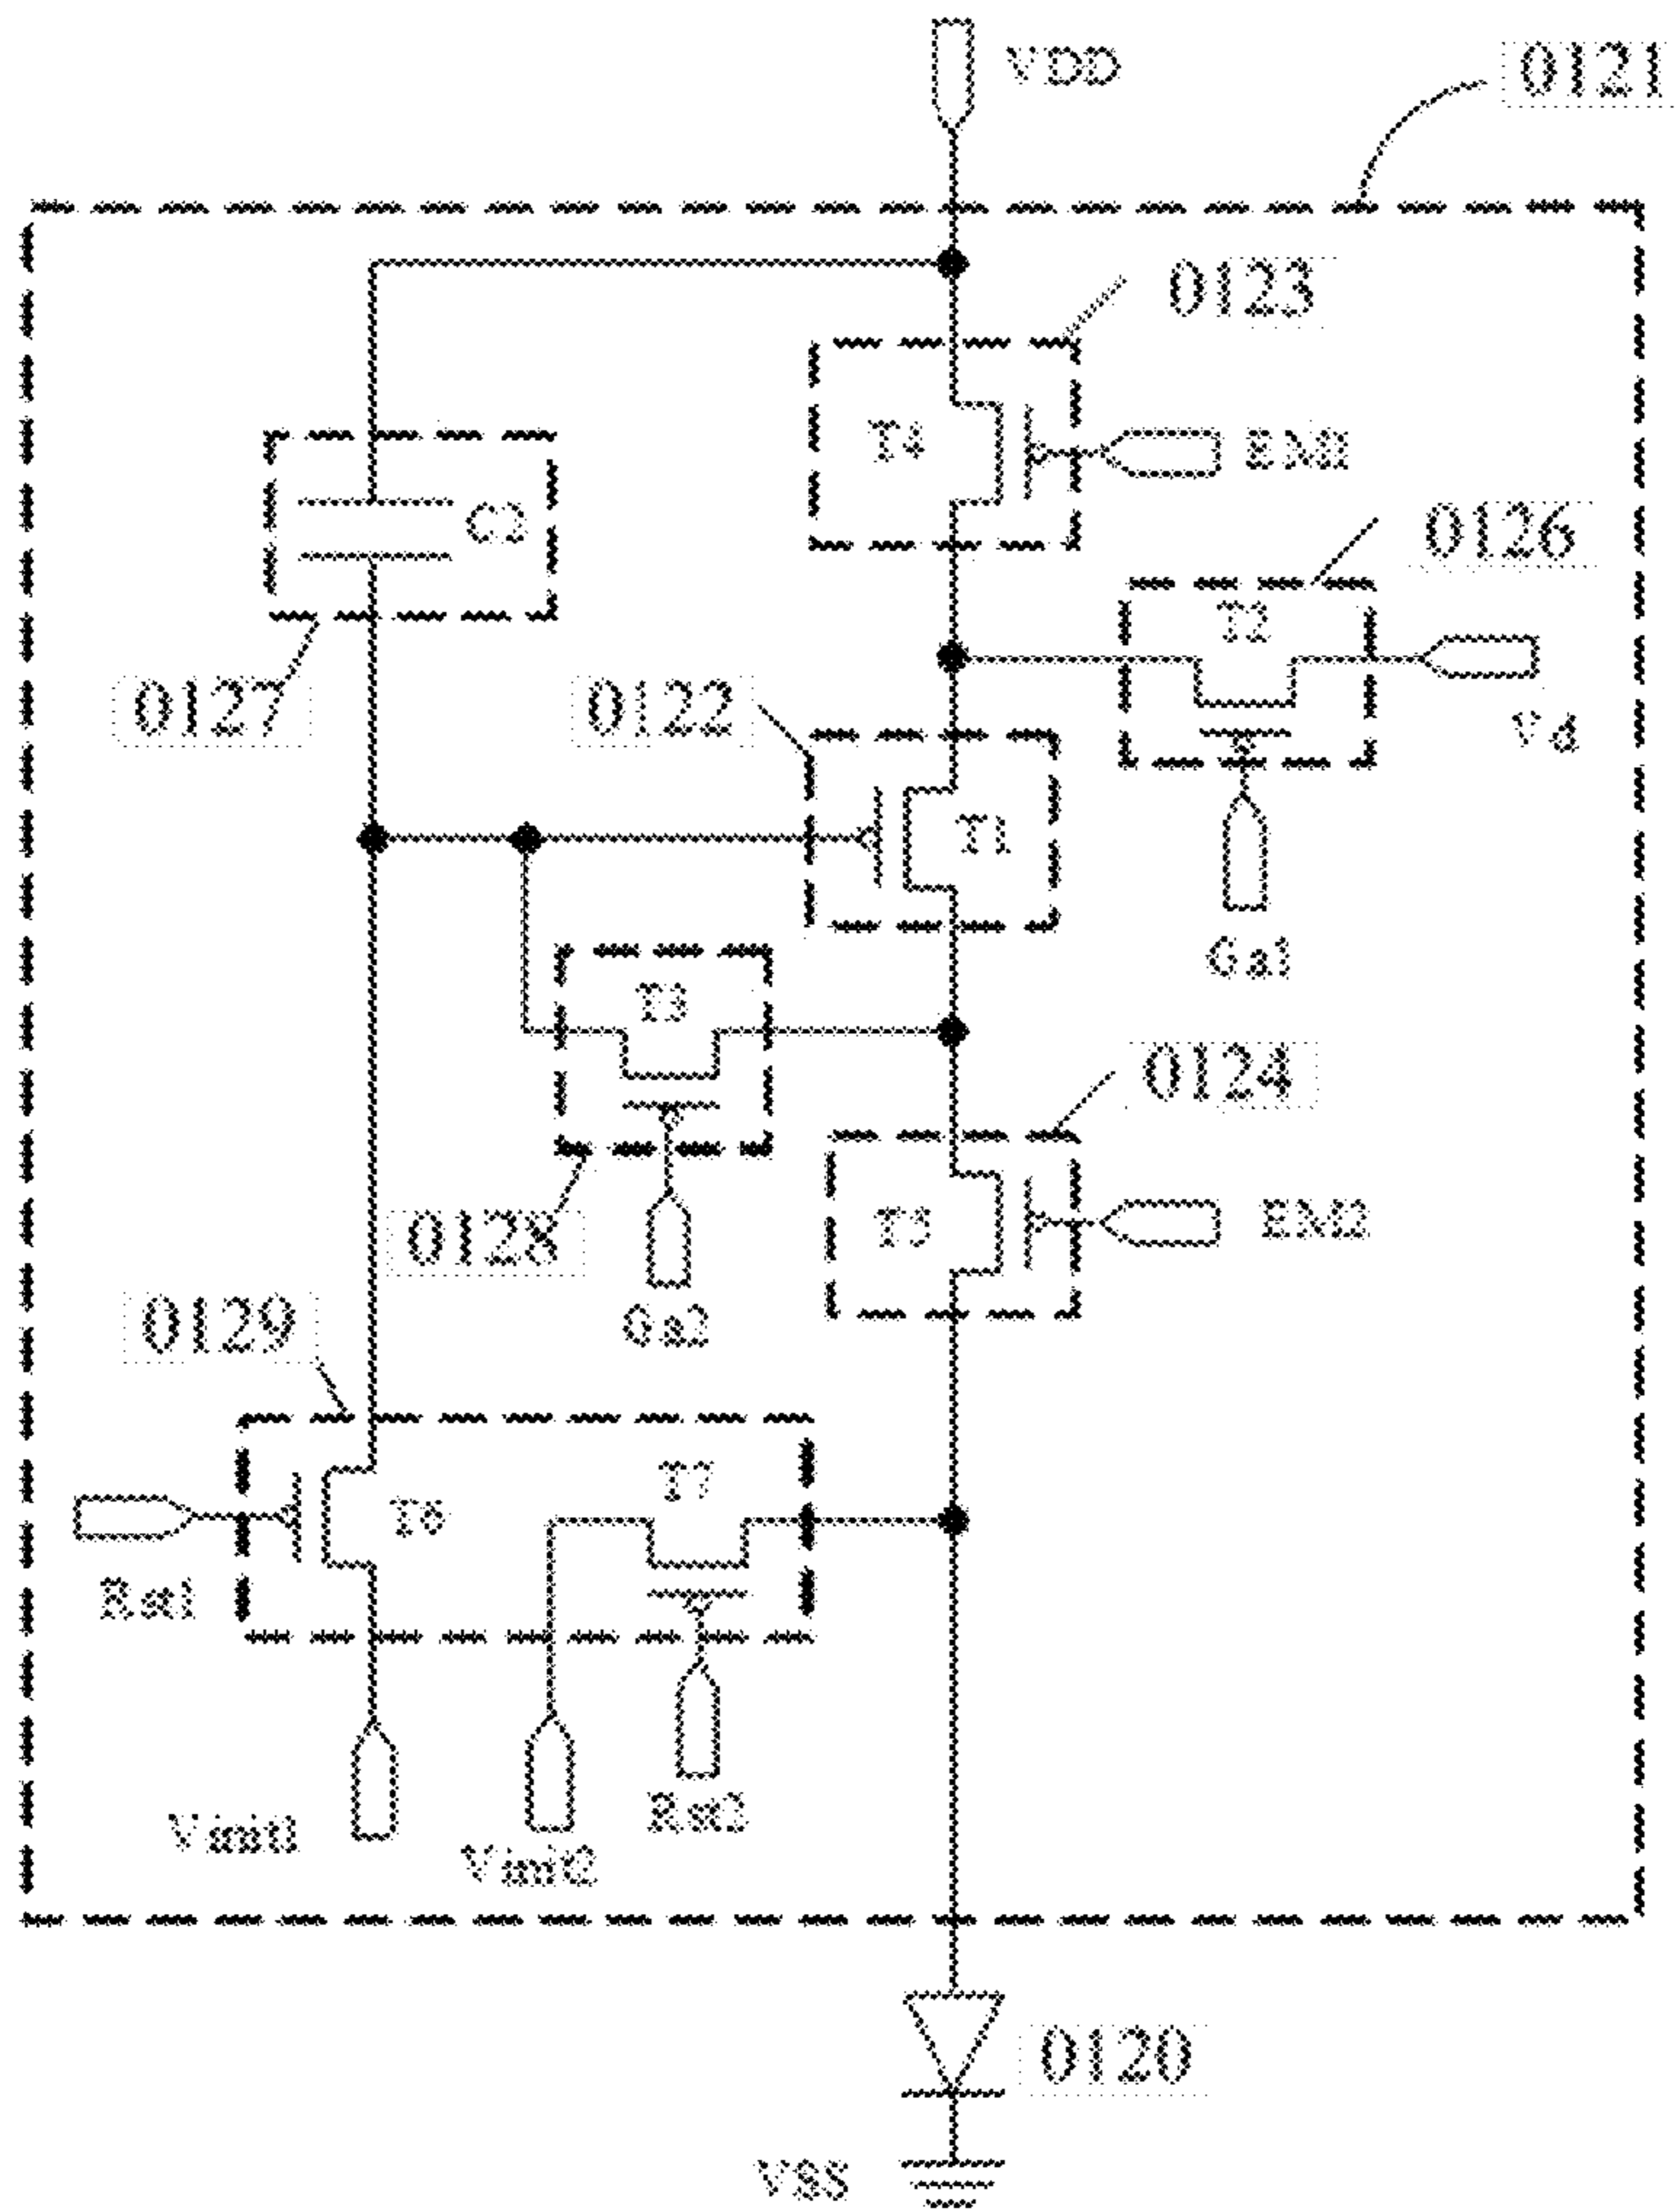 VDD
0121
0123
T4
EM1
C2
0126
T2
0127
0122
Vd
T1
Ga1
T3
0124
0128
T5
EM2
Ga2
0129
T7
T6
Rst1
Rst2
Vinit1
Vinit2
0120
VSS